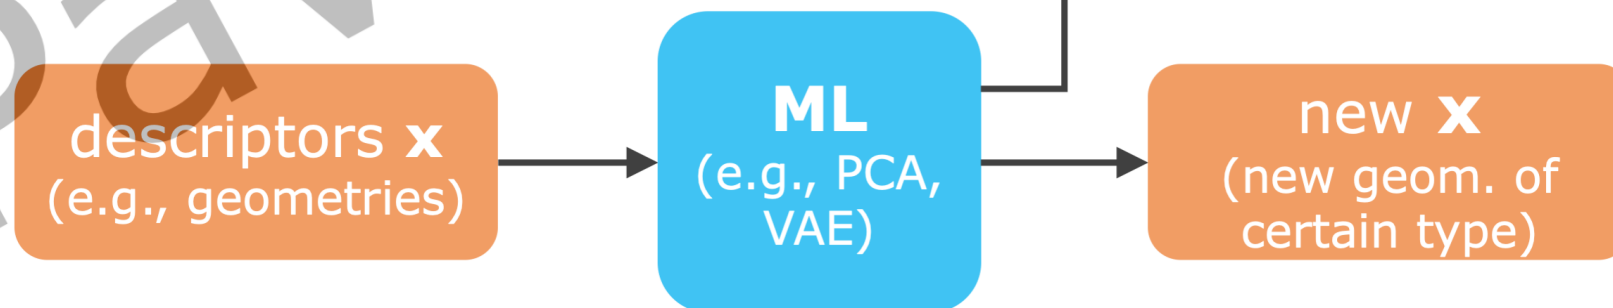 descriptors x
(e.g., geometries)
ML
(e.g., PCA,
VAE)
new x
(new geom. of
certain type)